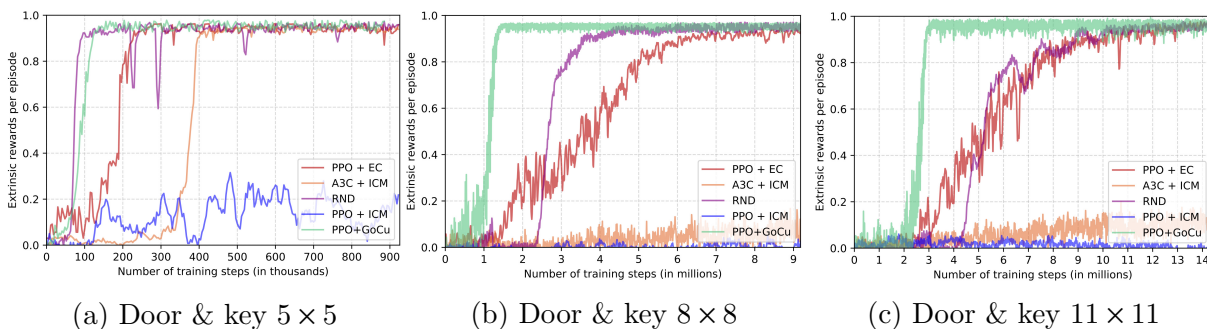 Extrinsic rewards per episode
1.0
0.8
0.6
0.4
0.2
0.0
0 100 200 300 400 500 600 700 800 900
Number of training steps (in thousands)
PPO + EC
A3C + ICM
RND
PPO + ICM
PPO+GoCu
(a) Door & key 5 × 5
Extrinsic rewards per episode
1.0
0.8
0.6
0.4
0.2
0.0
0 1 2 3 4 5 6 7 8 9
Number of training steps (in millions)
PPO + EC
A3C + ICM
RND
PPO + ICM
PPO+GoCu
(b) Door & key 8 × 8
Extrinsic rewards per episode
1.0
0.8
0.6
0.4
0.2
0.0
0 1 2 3 4 5 6 7 8 9 10 11 12 13 14
Number of training steps (in millions)
PPO + EC
A3C + ICM
RND
PPO + ICM
PPO+GoCu
(c) Door & key 11 × 11